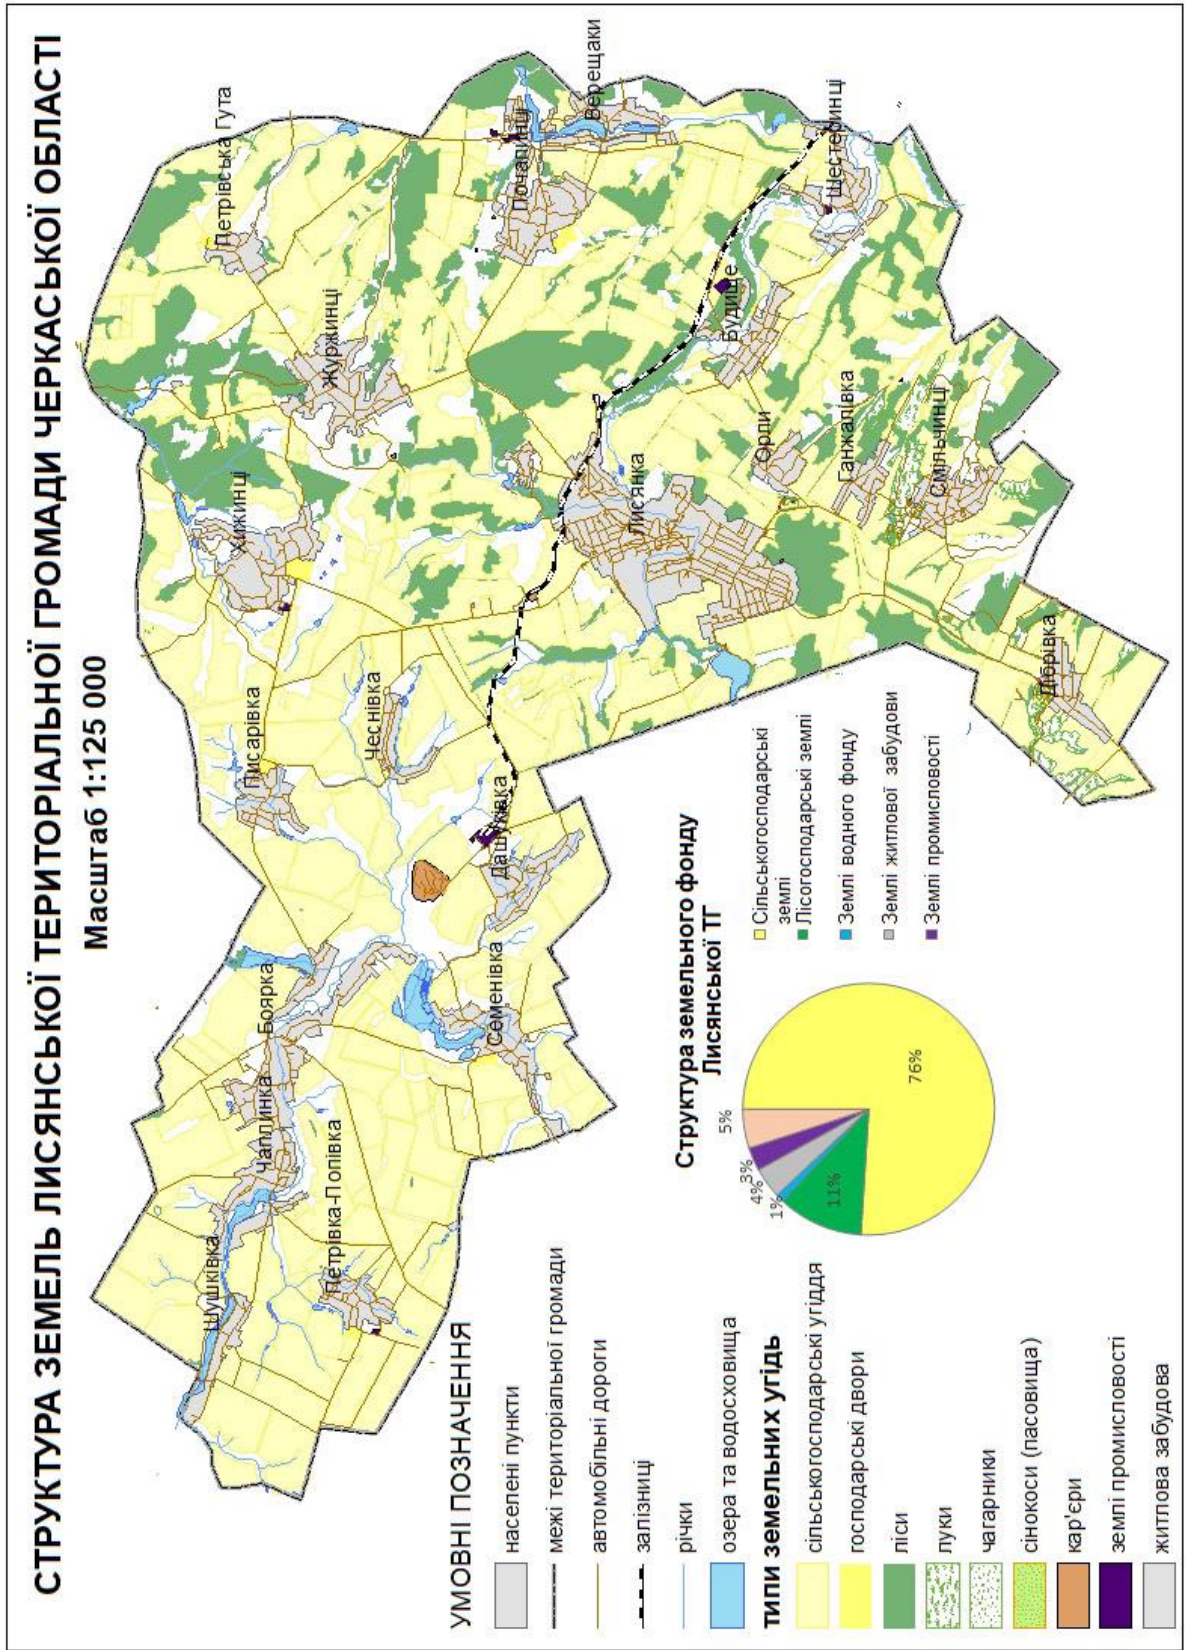 СТРУКТУРА ЗЕМЕЛЬ ЛИСЯНСЬКОЇ ТЕРИТОРІАЛЬНОЇ ГРОМАДИ ЧЕРКАСЬКОЇ ОБЛАСТІ
Масштаб 1:125 000
Шушківка
Чаплинка
Боярка
Петрівка-Попівка
Семенівка
Писарівка
Чеснівка
Дашуківка
Хижинці
Журжинці
Петрівська Гута
Почапинці
Верещаки
Шестеринці
Будище
Лисянка
Орли
Ганжалівка
Смільчинці
Діброва
УМОВНІ ПОЗНАЧЕННЯ
населені пункти
межі територіальної громади
автомобільні дороги
залізниці
річки
озера та водосховища
типи земельних угідь
сільськогосподарські угіддя
господарські двори
ліси
луки
чагарники
сінокоси (пасовища)
кар'єри
землі промисловості
житлова забудова
Структура земельного фонду
Лисянської ТГ
5%
3%
4%
1%
11%
76%
Сільськогосподарські
землі
Лісогосподарські землі
Землі водного фонду
Землі житлової забудови
Землі промисловості